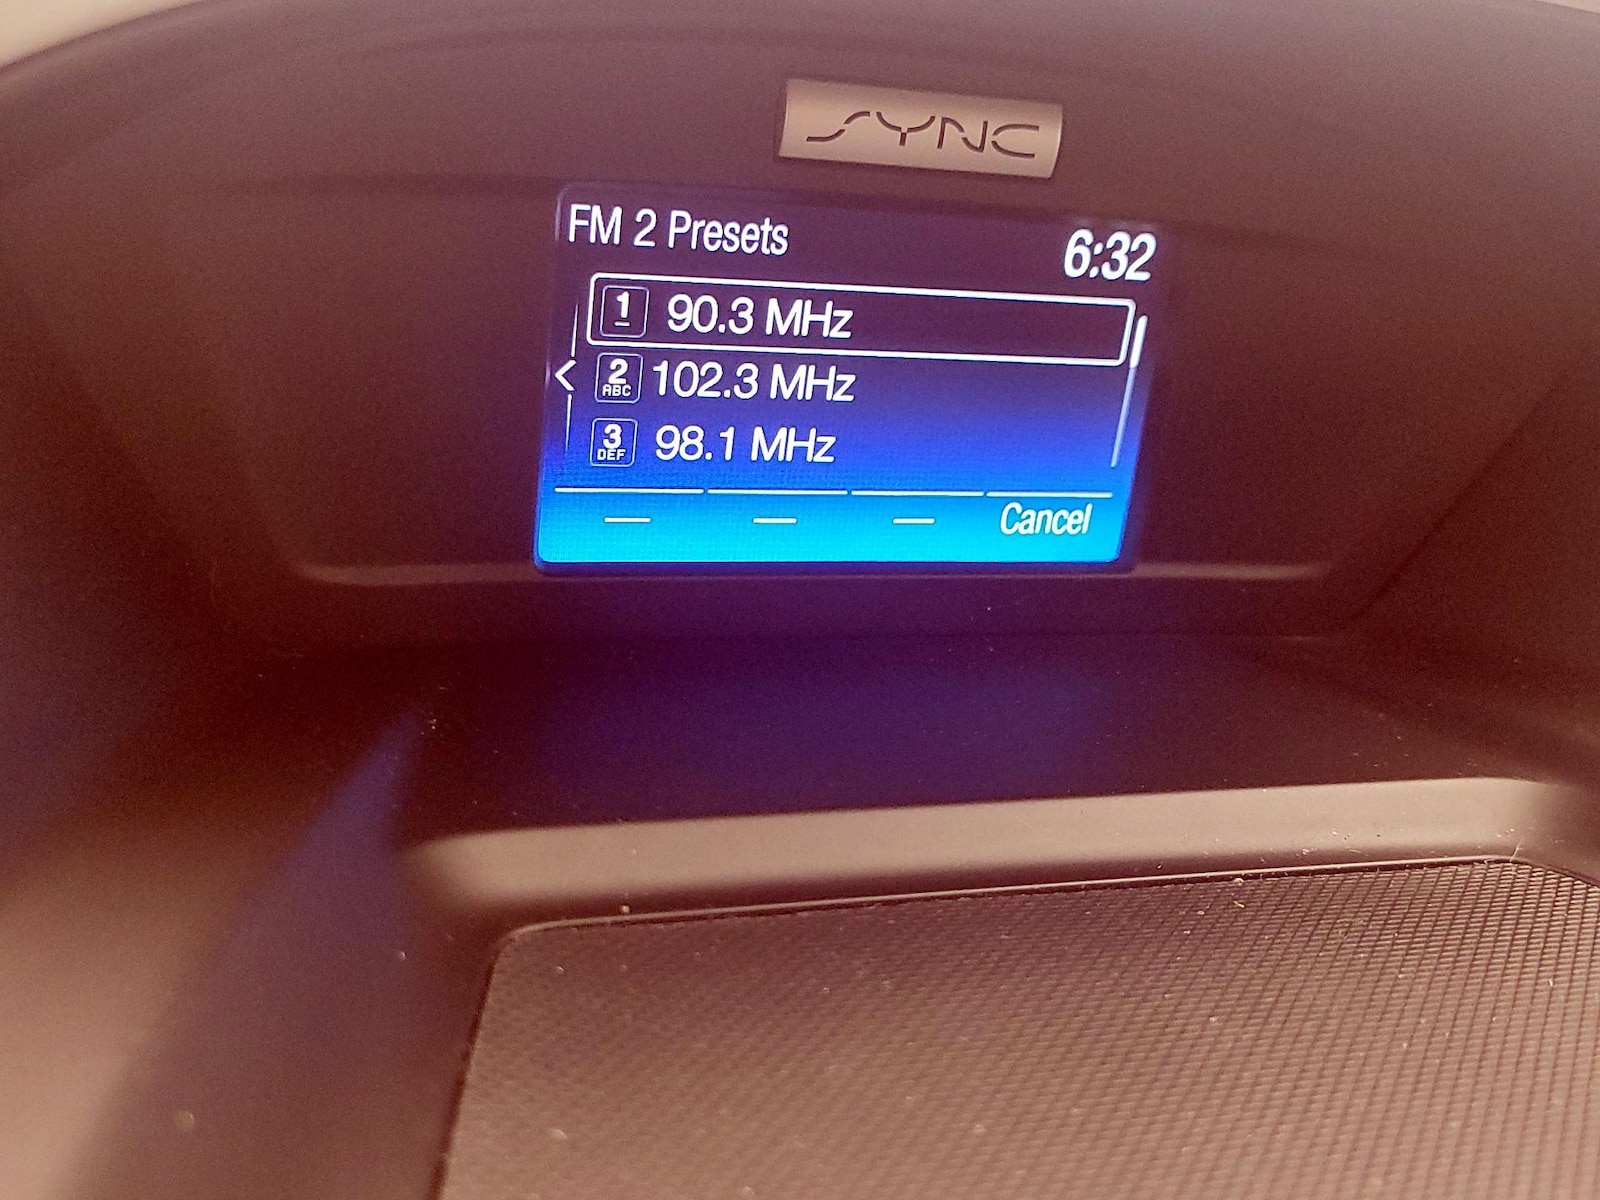 SYNC
FM 2 Presets 6:32
1 90.3 MHz
2 ABC 102.3 MHz
3 DEF 98.1 MHz
Cancel